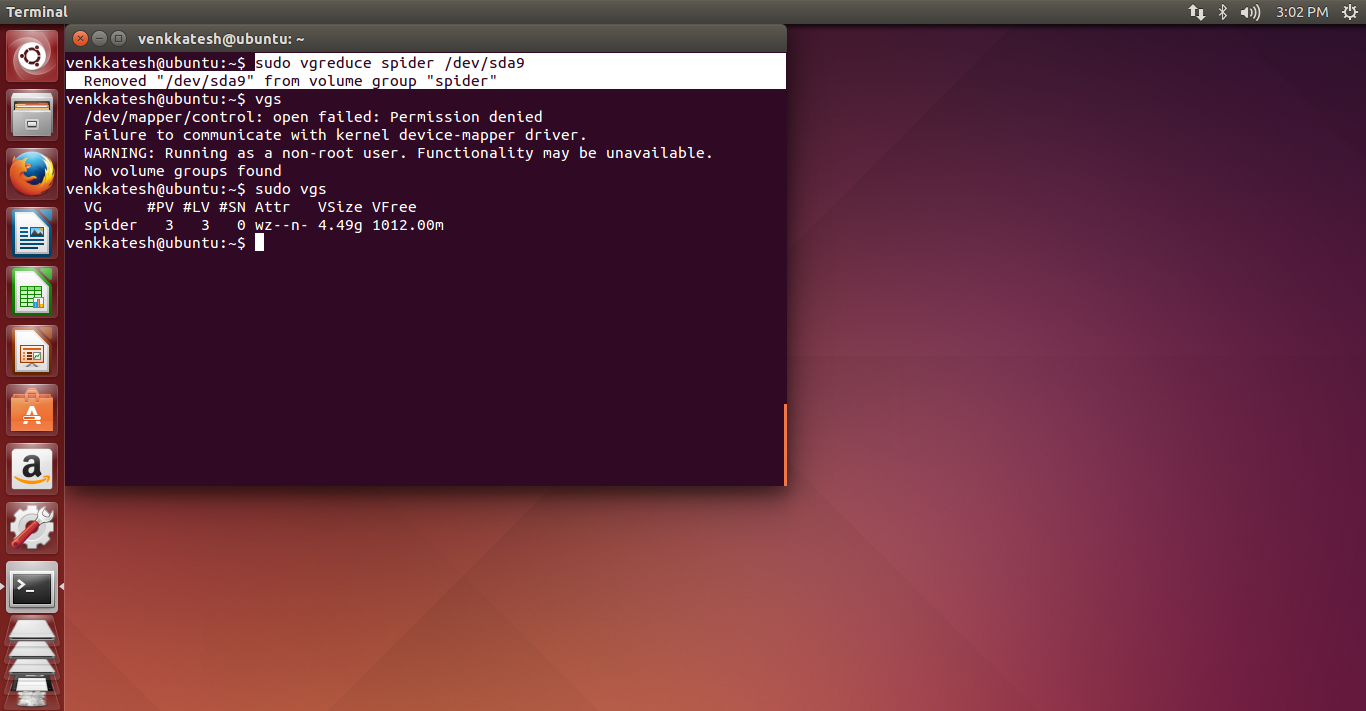 Terminal
3:02 PM
venkkatesh@ubuntu: ~
venkkatesh@ubuntu:~$ sudo vgreduce spider /dev/sda9
  Removed "/dev/sda9" from volume group "spider"
venkkatesh@ubuntu:~$ vgs
  /dev/mapper/control: open failed: Permission denied
  Failure to communicate with kernel device-mapper driver.
  WARNING: Running as a non-root user. Functionality may be unavailable.
  No volume groups found
venkkatesh@ubuntu:~$ sudo vgs
  VG     #PV #LV #SN Attr   VSize VFree
  spider   3   3   0 wz--n- 4.49g 1012.00m
venkkatesh@ubuntu:~$